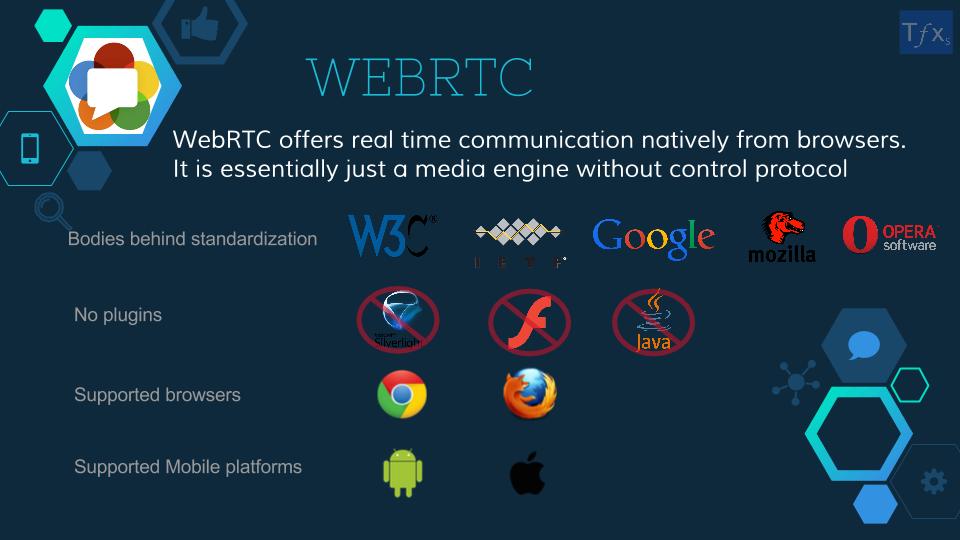 Tfxs
WEBRTC
WebRTC offers real time communication natively from browsers.
It is essentially just a media engine without control protocol
Bodies behind standardization
W3C®
I E T F
Google
mozilla
OPERA
software
No plugins
Silverlight
Java
Supported browsers
Supported Mobile platforms